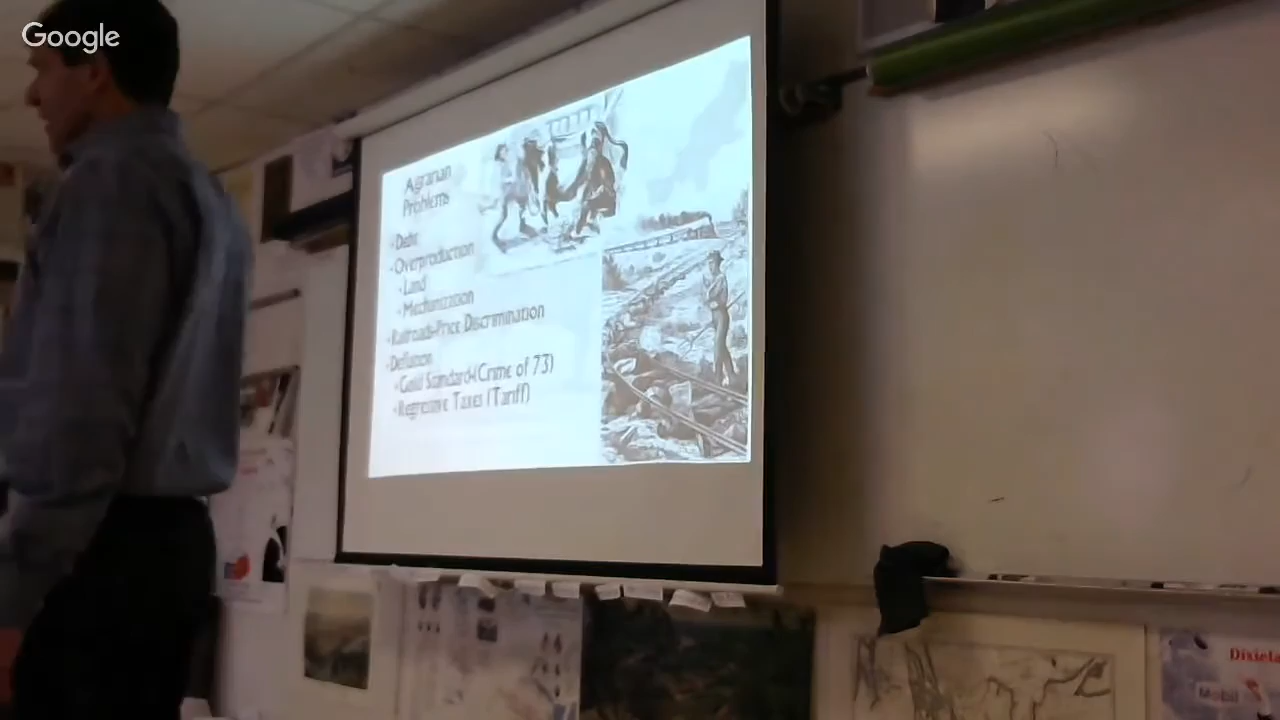 Google
Agrarian
Problems
•Debt
•Overproduction
•Land
•Mechanization
•Railroads-Price Discrimination
•Deflation
•Gold Standard-(Crime of 73)
•Regressive Taxes (Tariff)
Mobil